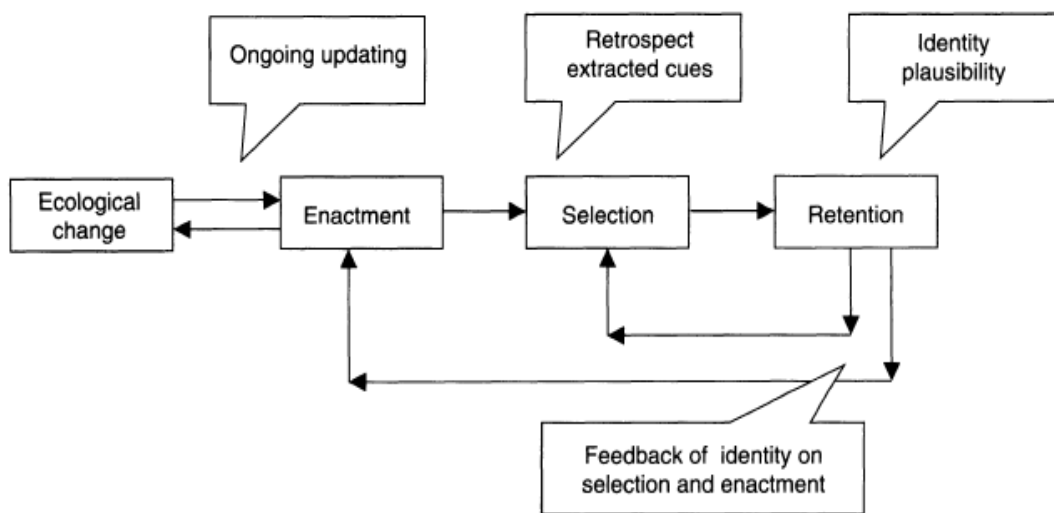 Ongoing updating
Retrospect
extracted cues
Identity
plausibility
Ecological
change
Enactment
Selection
Retention
Feedback of identity on
selection and enactment